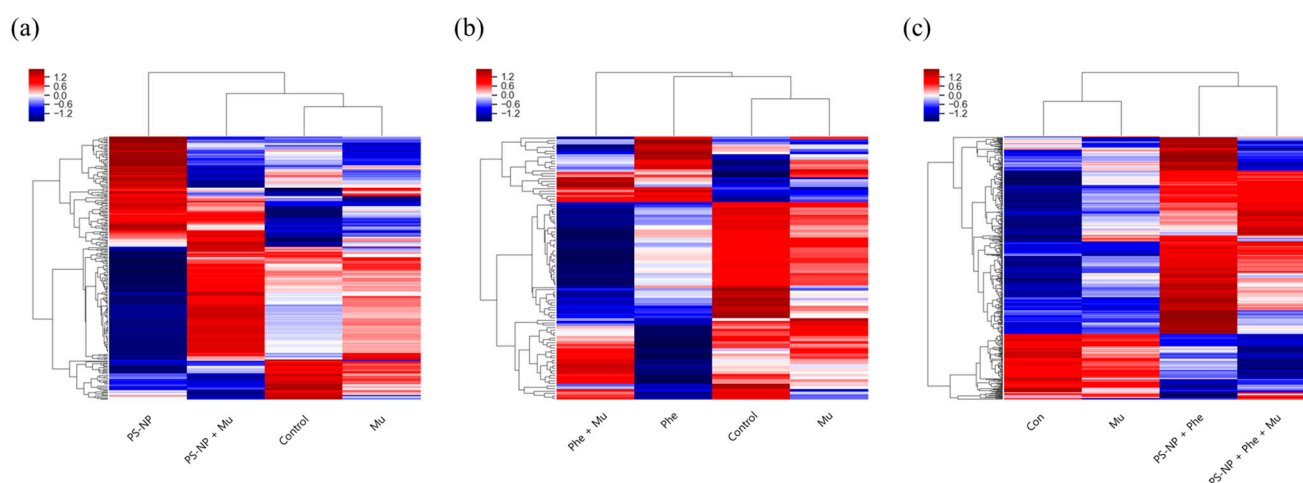 (a)
(b)
(c)
1.2
0.6
0.0
−0.6
−1.2
1.2
0.6
0.0
−0.6
−1.2
1.2
0.6
0.0
−0.6
−1.2
PS-NP
PS-NP + Mu
Control
Mu
Phe + Mu
Phe
Control
Mu
Con
Mu
PS-NP + Phe
PS-NP + Phe + Mu